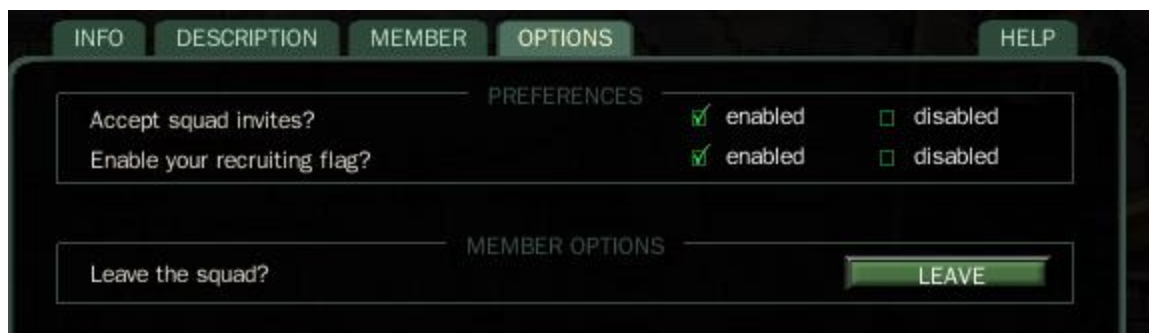 INFO DESCRIPTION MEMBER OPTIONS HELP
PREFERENCES
Accept squad invites? enabled disabled
Enable your recruiting flag? enabled disabled
MEMBER OPTIONS
Leave the squad? LEAVE